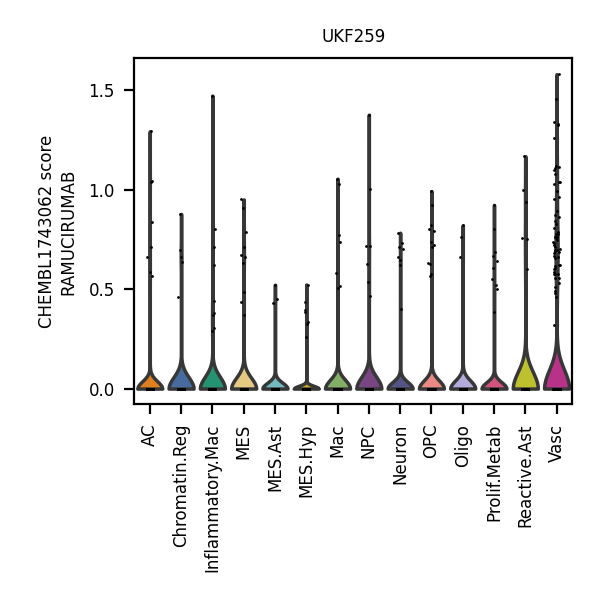 UKF259
CHEMBL1743062 score
RAMUCIRUMAB
1.5
1.0
0.5
0.0
AC
Chromatin.Reg
Inflammatory.Mac
MES
MES.Ast
MES.Hyp
Mac
NPC
Neuron
OPC
Oligo
Prolif.Metab
Reactive.Ast
Vasc